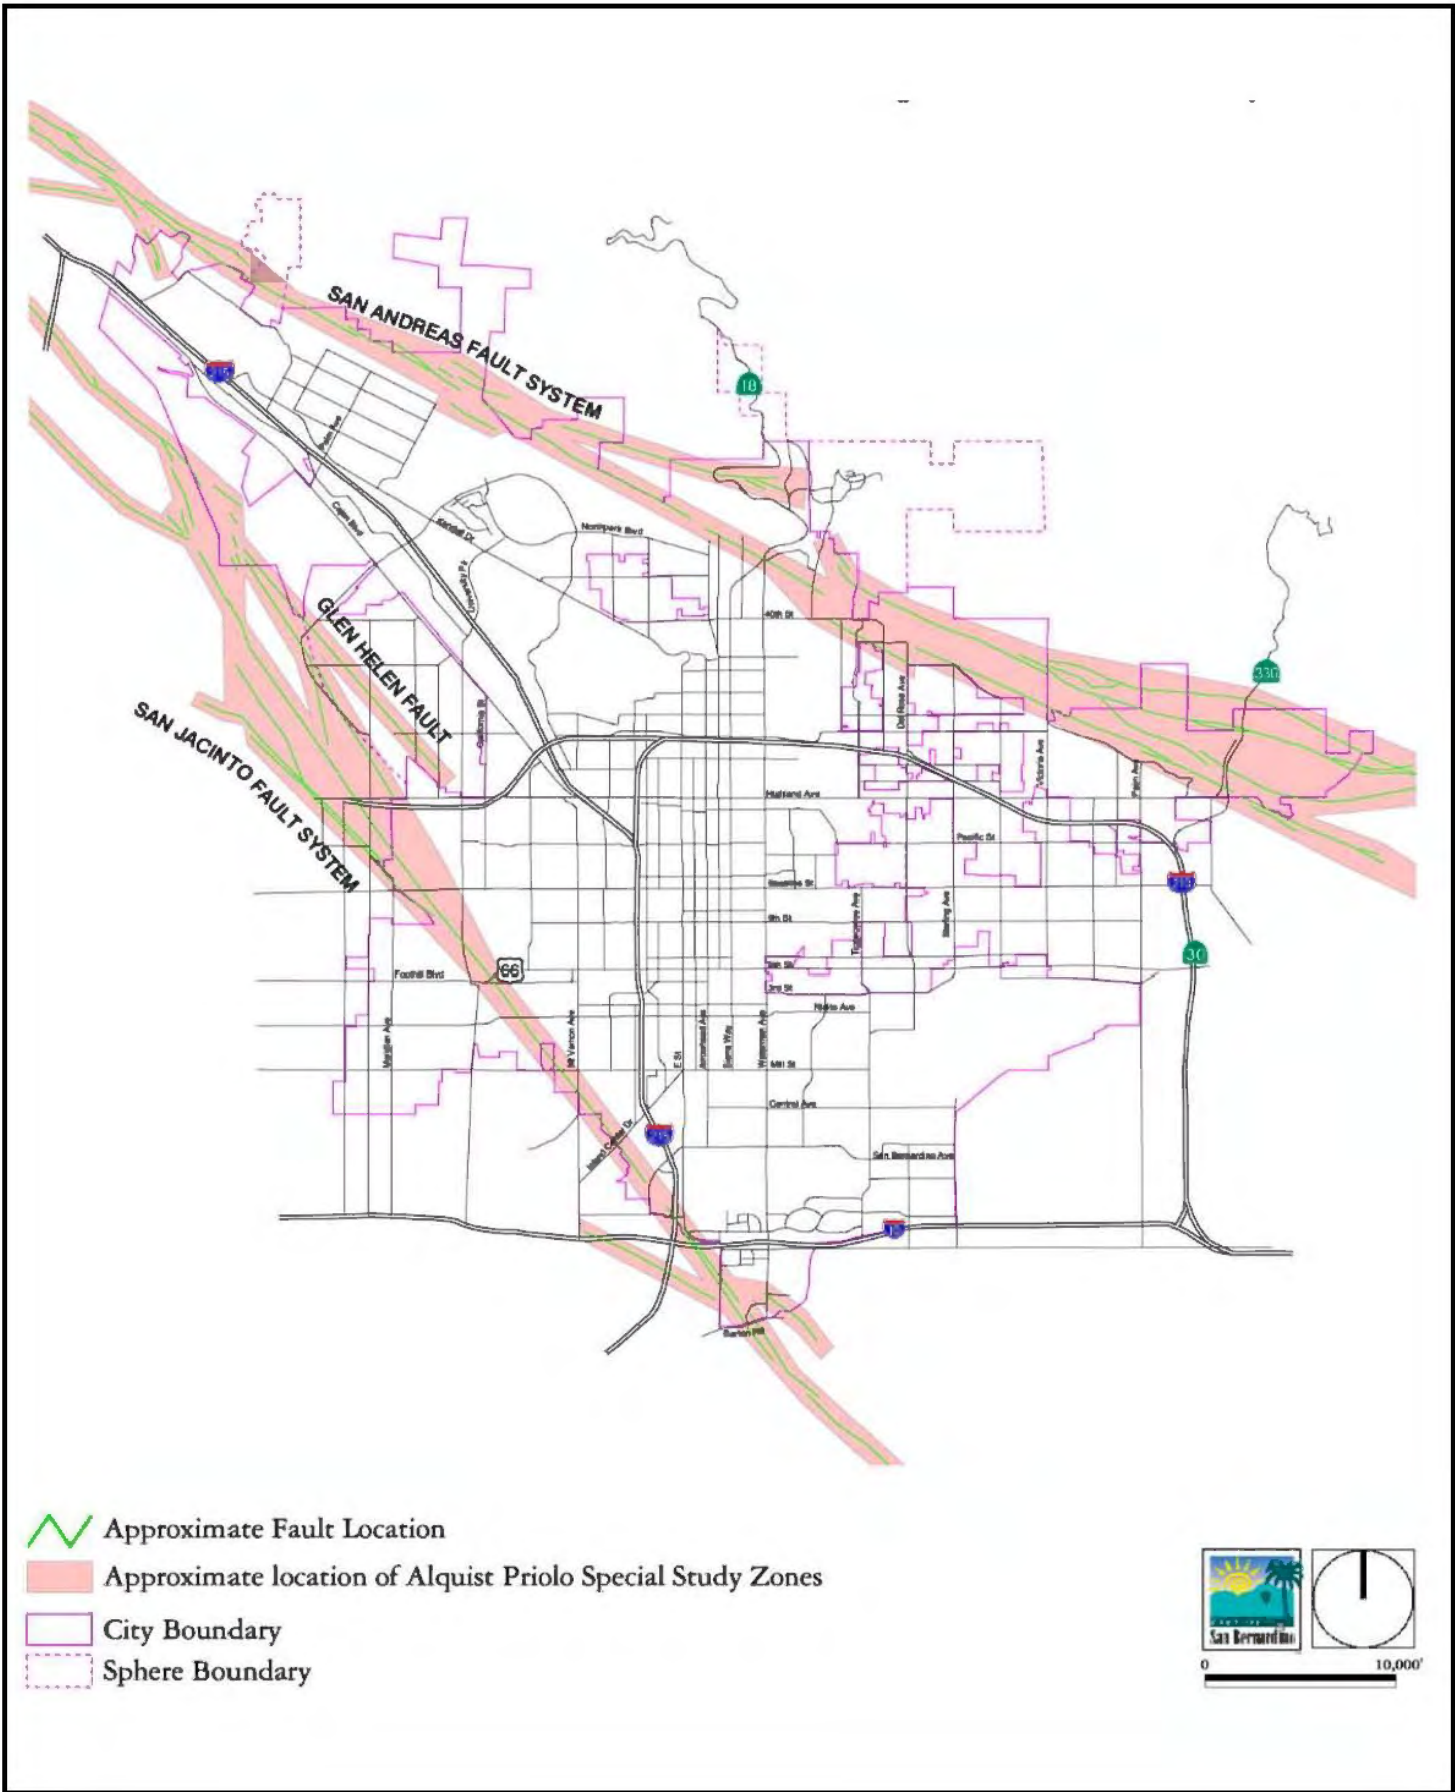 SAN ANDREAS FAULT SYSTEM
18
215
Palm Ave
Cajon Blvd
Kendall Dr
Northpark Blvd
University Pk
40th St
GLEN HELEN FAULT
330
Del Rosa Ave
SAN JACINTO FAULT SYSTEM
California St
Victoria Ave
Palm Ave
Highland Ave
Pacific St
Baseline St
210
9th St
Tippecanoe Ave
Sterling Ave
30
5th St
Foothill Blvd
66
3rd St
Rialto Ave
Meridian Ave
Mt Vernon Ave
E St
Arrowhead Ave
Sierra Way
Waterman Ave
Mill St
Central Ave
215
Inland Center Dr
San Bernardino Ave
10
Barton Rd
Approximate Fault Location
Approximate location of Alquist Priolo Special Study Zones
City Boundary
Sphere Boundary
San Bernardino
0 10,000'